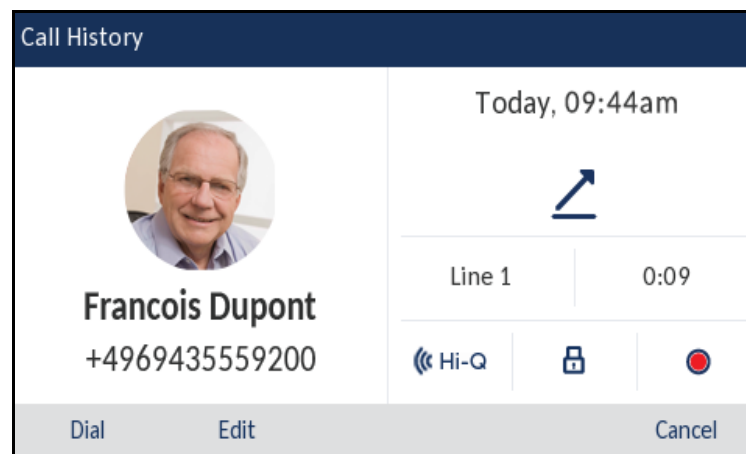 Call History
Francois Dupont
+4969435559200
Today, 09:44am
Line 1
0:09
Hi-Q
Dial
Edit
Cancel